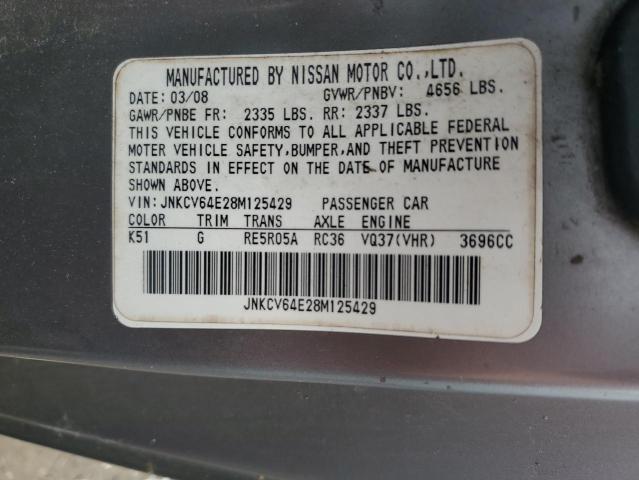 MANUFACTURED BY NISSAN MOTOR CO.,LTD.
DATE: 03/08 GVWR/PNBV: 4656 LBS.
GAWR/PNBE FR: 2335 LBS. RR: 2337 LBS.
THIS VEHICLE CONFORMS TO ALL APPLICABLE FEDERAL
MOTOR VEHICLE SAFETY,BUMPER,AND THEFT PREVENTION
STANDARDS IN EFFECT ON THE DATE OF MANUFACTURE
SHOWN ABOVE.
VIN: JNKCV64E28M125429 PASSENGER CAR
COLOR TRIM TRANS AXLE ENGINE
K51 G RE5R05A RC36 VQ37(VHR) 3696CC
JNKCV64E28M125429